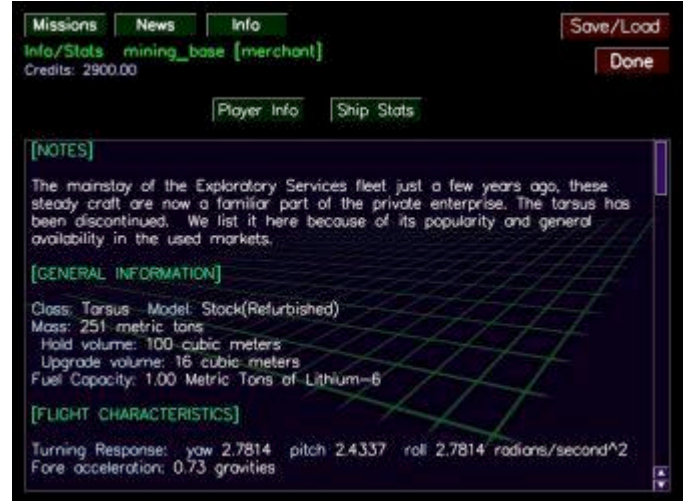 Missions News Info Save/Load
Info/Stats mining_base [merchant]
Credits: 2900.00 Done
Player Info Ship Stats
[NOTES]
The mainstay of the Exploratory Services fleet just a few years ago, these
steady craft are now a familiar part of the private enterprise. The tarsus has
been discontinued. We list it here because of its popularity and general
availability in the used markets.
[GENERAL INFORMATION]
Class: Tarsus Model: Stock(Refurbished)
Mass: 251 metric tons
Hold volume: 100 cubic meters
Upgrade volume: 16 cubic meters
Fuel Capacity: 1.00 Metric Tons of Lithium-6
[FLIGHT CHARACTERISTICS]
Turning Response: yaw 2.7814 pitch 2.4337 roll 2.7814 radians/second^2
Fore acceleration: 0.73 gravities